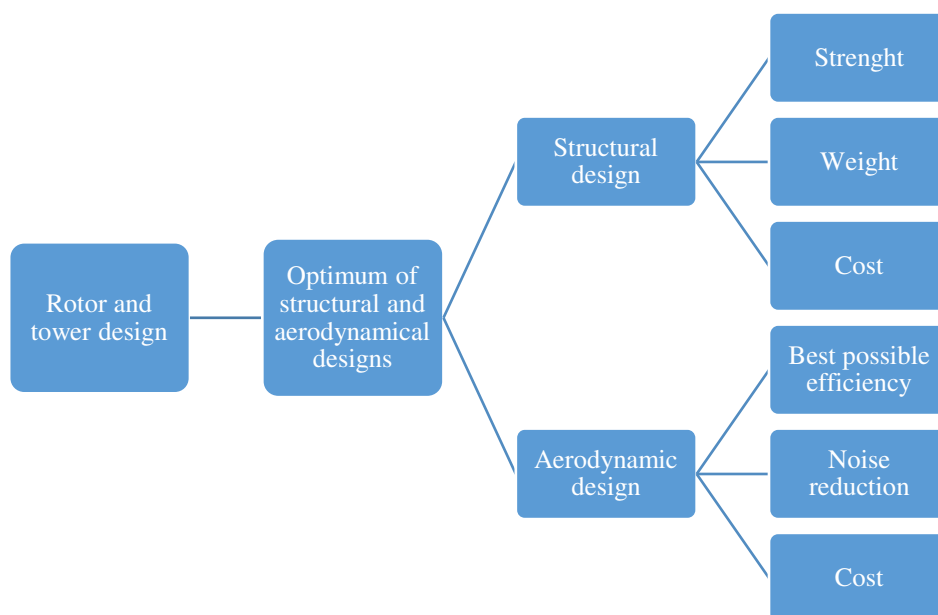 Rotor and
tower design
Optimum of
structural and
aerodynamical
designs
Structural
design
Strenght
Weight
Cost
Aerodynamic
design
Best possible
efficiency
Noise
reduction
Cost